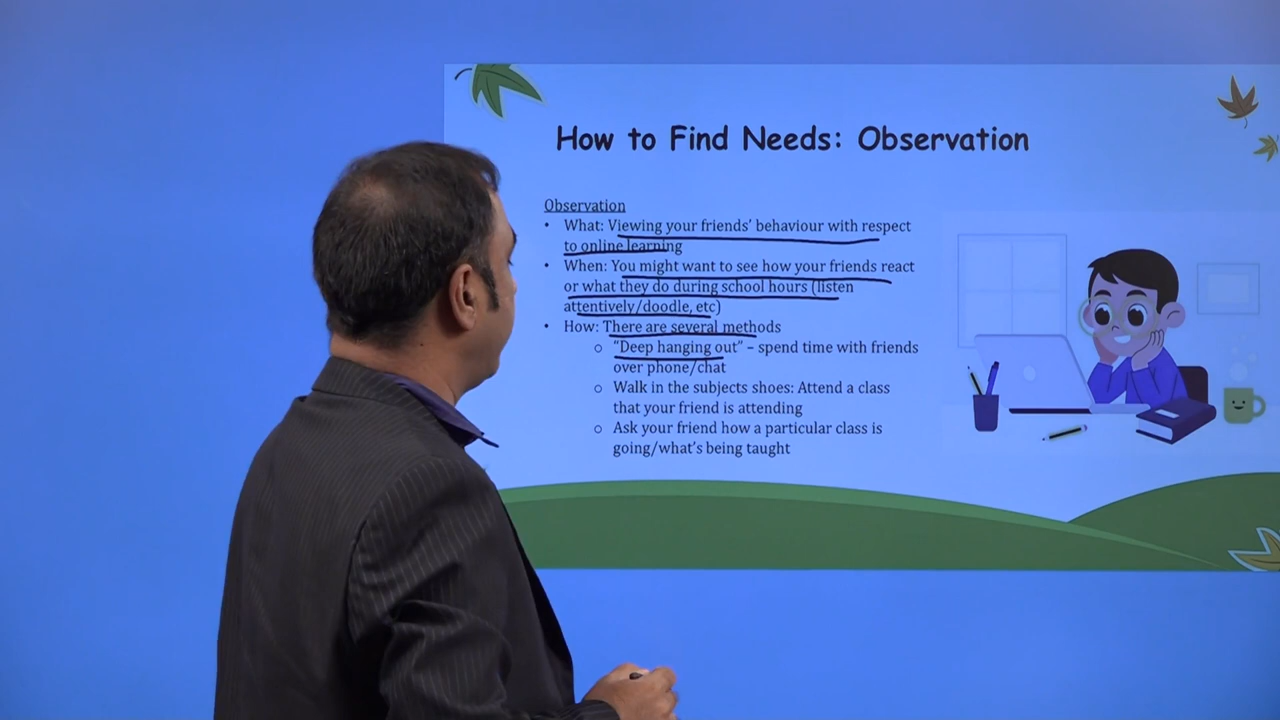 How to Find Needs: Observation
Observation
• What: Viewing your friends' behaviour with respect
to online learning
• When: You might want to see how your friends react
or what they do during school hours (listen
attentively/doodle, etc)
• How: There are several methods
o "Deep hanging out" – spend time with friends
over phone/chat
o Walk in the subjects shoes: Attend a class
that your friend is attending
o Ask your friend how a particular class is
going/what's being taught